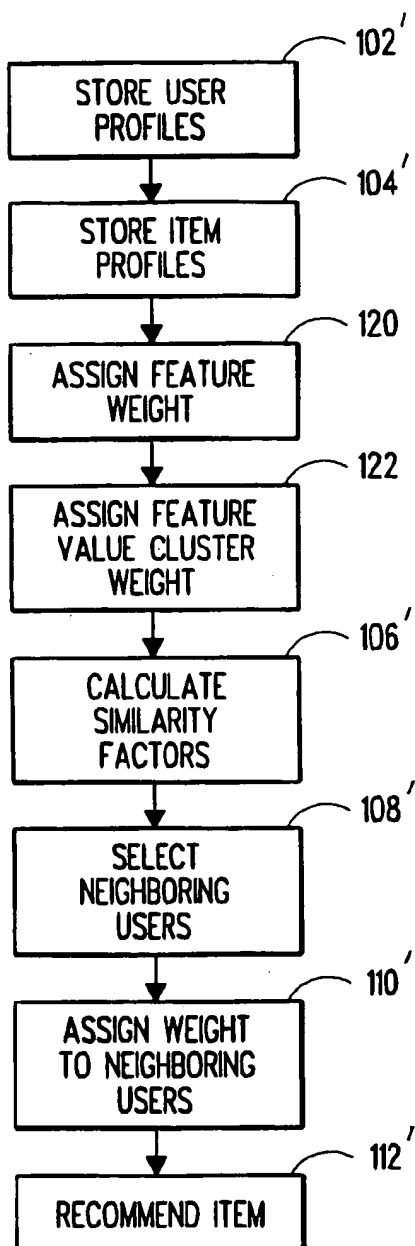 102'
STORE USER
PROFILES
104'
STORE ITEM
PROFILES
120
ASSIGN FEATURE
WEIGHT
122
ASSIGN FEATURE
VALUE CLUSTER
WEIGHT
106'
CALCULATE
SIMILARITY
FACTORS
108'
SELECT
NEIGHBORING
USERS
110'
ASSIGN WEIGHT
TO NEIGHBORING
USERS
112'
RECOMMEND ITEM